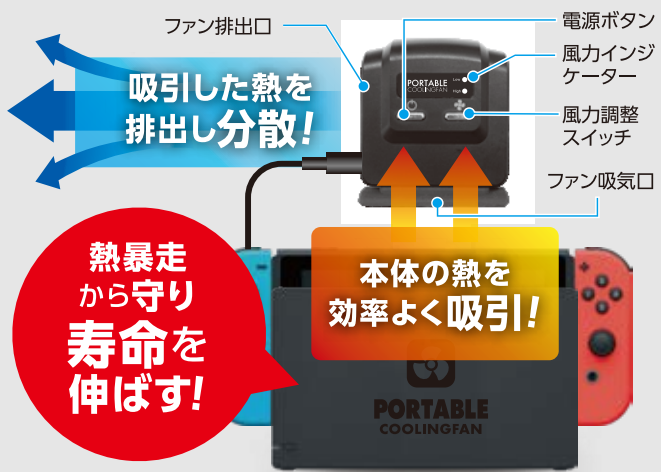 ファン排出口
電源ボタン
風力インジ
ケーター
風力調整
スイッチ
ファン吸気口
吸引した熱を
排出し分散!
PORTABLE
COOLINGFAN
Low
High
本体の熱を
効率よく吸引!
熱暴走
から守り
寿命を
伸ばす!
PORTABLE
COOLINGFAN